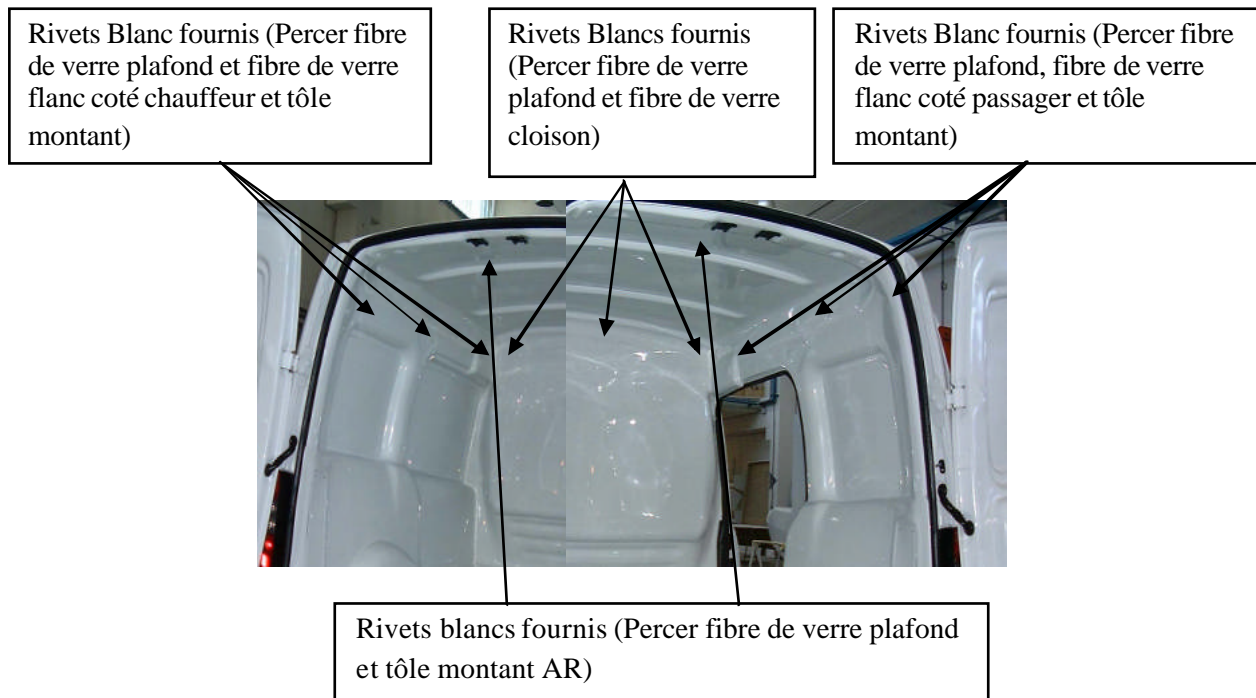 Rivets Blanc fournis (Percer fibre
de verre plafond et fibre de verre
flanc coté chauffeur et tôle
montant)
Rivets Blancs fournis
(Percer fibre de verre
plafond et fibre de verre
cloison)
Rivets Blanc fournis (Percer fibre
de verre plafond, fibre de verre
flanc coté passager et tôle
montant)
Rivets blancs fournis (Percer fibre de verre plafond
et tôle montant AR)